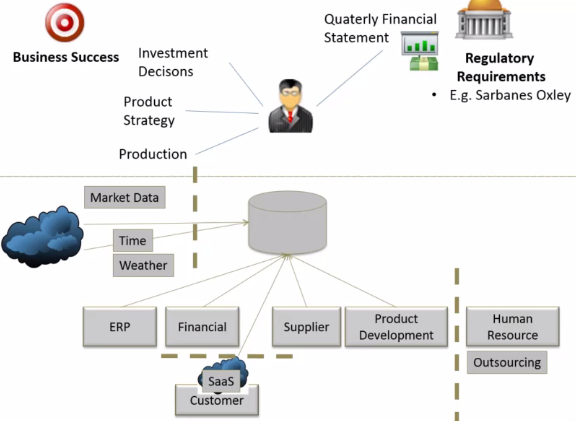 Quaterly Financial
Statement
Business Success
Investment
Decisons
Regulatory
Requirements
• E.g. Sarbanes Oxley
Product
Strategy
Production
Market Data
Time
Weather
ERP
Financial
Supplier
Product
Development
Human
Resource
Outsourcing
SaaS
Customer